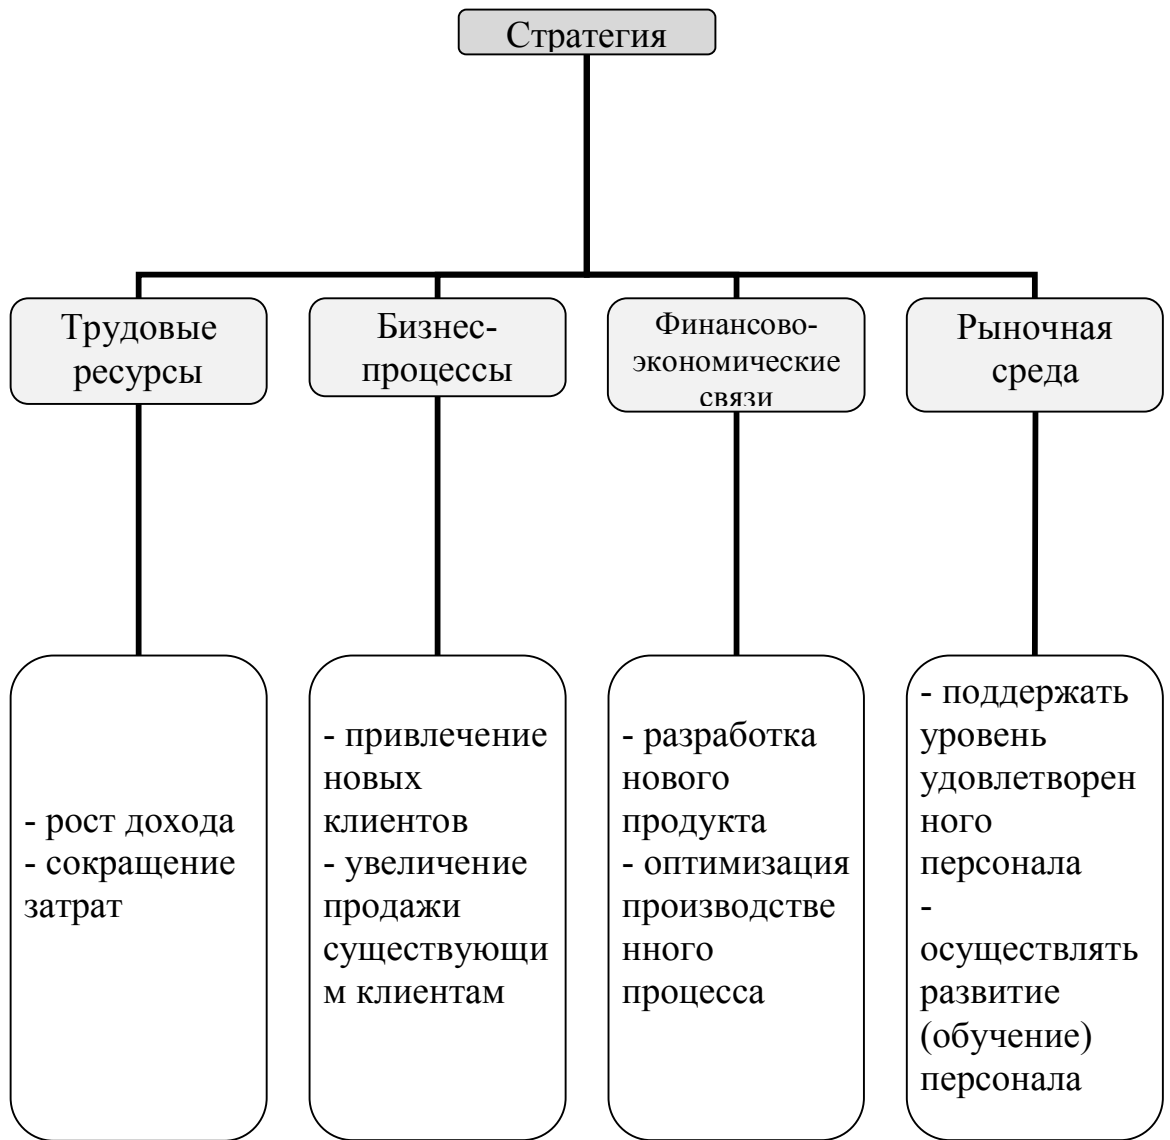 Стратегия
Трудовые
ресурсы
Бизнес-
процессы
Финансово-
экономические
связи
Рыночная
среда
- рост дохода
- сокращение
затрат
- привлечение
новых
клиентов
- увеличение
продажи
существующи
м клиентам
- разработка
нового
продукта
- оптимизация
производстве
нного
процесса
- поддержать
уровень
удовлетворен
ного
персонала
-
осуществлять
развитие
(обучение)
персонала